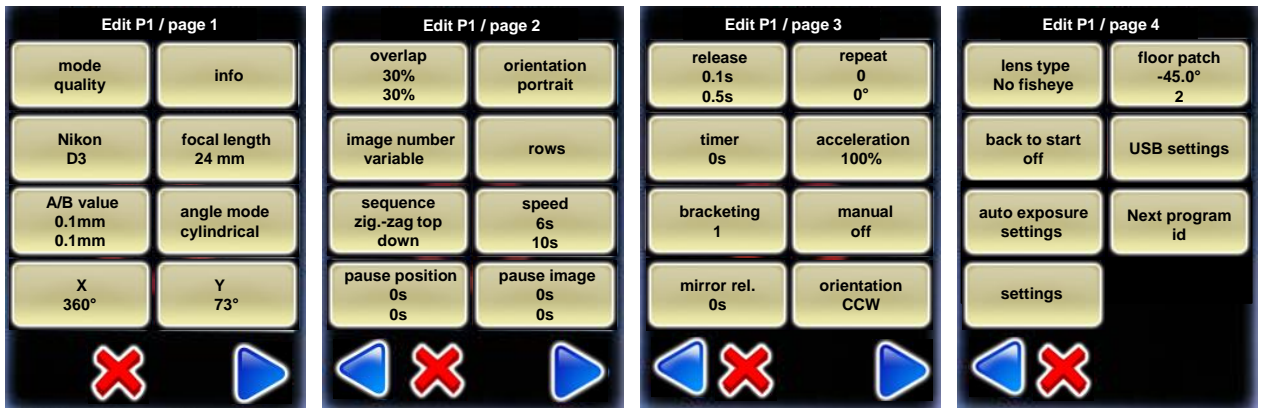 Edit P1 / page 1
mode
quality
info
Nikon
D3
focal length
24 mm
A/B value
0.1mm
0.1mm
angle mode
cylindrical
X
360°
Y
73°
Edit P1 / page 2
overlap
30%
30%
orientation
portrait
image number
variable
rows
sequence
zig.-zag top
down
speed
6s
10s
pause position
0s
0s
pause image
0s
0s
Edit P1 / page 3
release
0.1s
0.5s
repeat
0
0°
timer
0s
acceleration
100%
bracketing
1
manual
off
mirror rel.
0s
orientation
CCW
Edit P1 / page 4
lens type
No fisheye
floor patch
-45.0°
2
back to start
off
USB settings
auto exposure
settings
Next program
id
settings